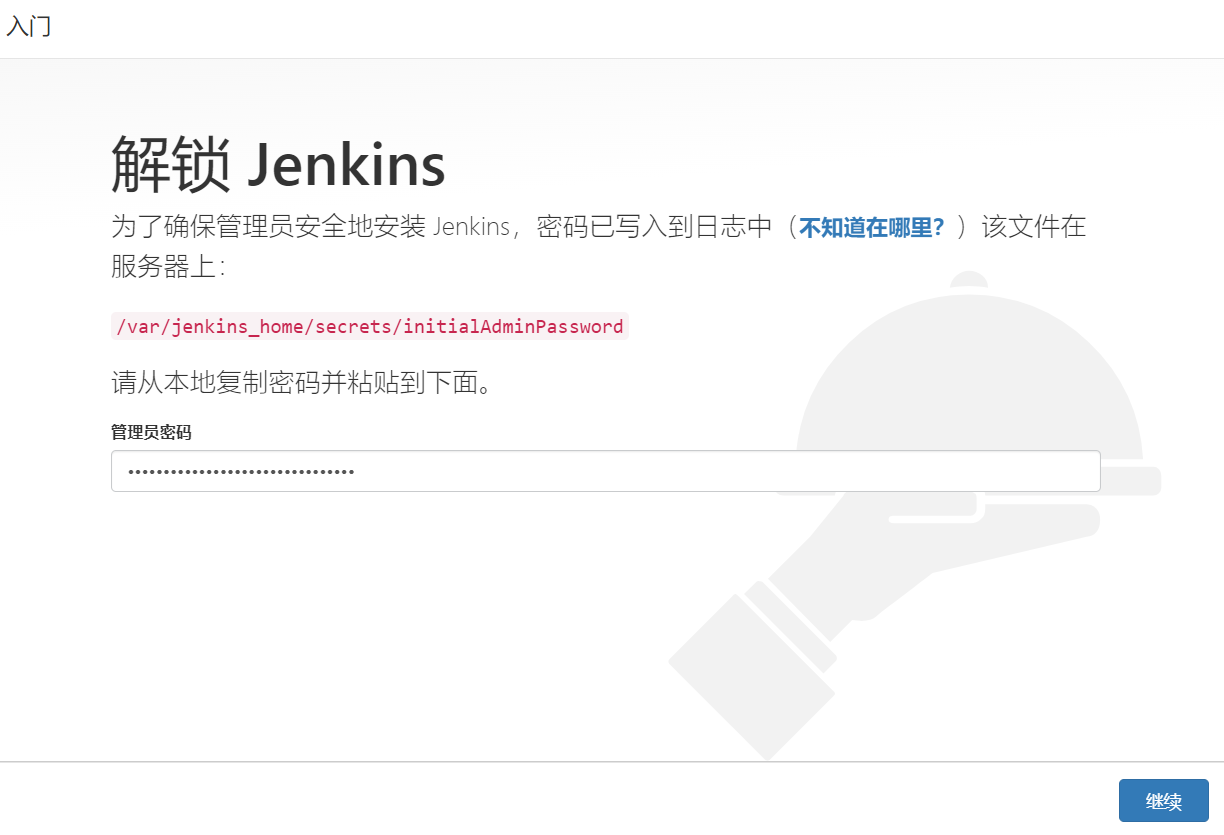 入门
解锁 Jenkins
为了确保管理员安全地安装 Jenkins，密码已写入到日志中（不知道在哪里？）该文件在
服务器上：
/var/jenkins_home/secrets/initialAdminPassword
请从本地复制密码并粘贴到下面。
管理员密码
••••••••••••••••••••••••••••••••
继续